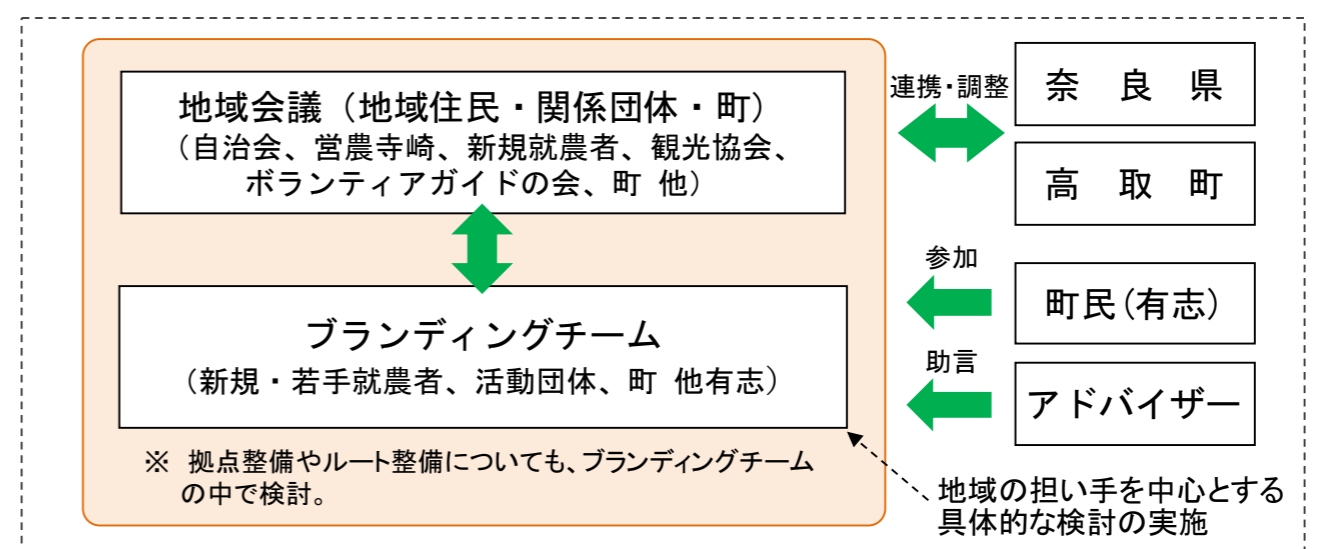 地域会議（地域住民・関係団体・町）
（自治会、営農寺崎、新規就農者、観光協会、
ボランティアガイドの会、町 他）
連携・調整
奈 良 県
高 取 町
ブランディングチーム
（新規・若手就農者、活動団体、町 他有志）
参加
町民(有志)
助言
アドバイザー
※ 拠点整備やルート整備についても、ブランディングチーム
の中で検討。
地域の担い手を中心とする
具体的な検討の実施